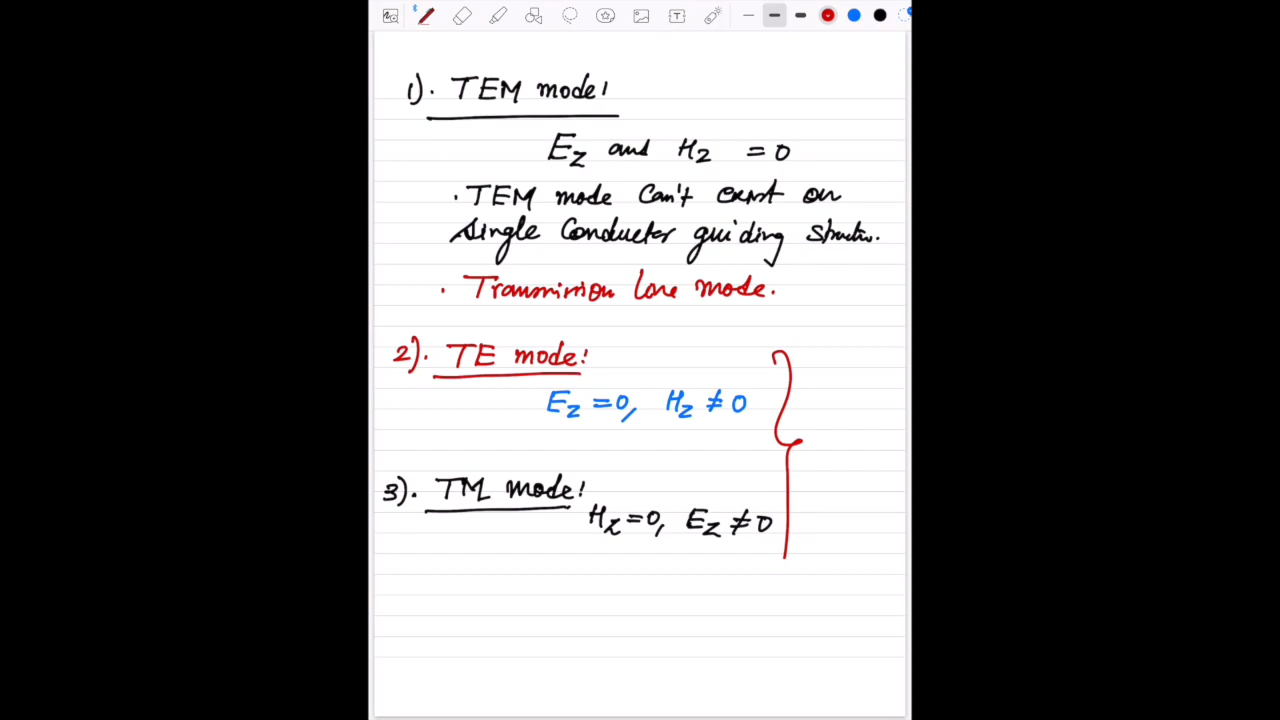 1). TEM mode!
Ez and Hz = 0
· TEM mode Can't exist on
single Conductor guiding structure.
· Transmission Line mode.
2). TE mode!
Ez = 0, Hz ≠ 0
3). TM mode!
Hz = 0, Ez ≠ 0